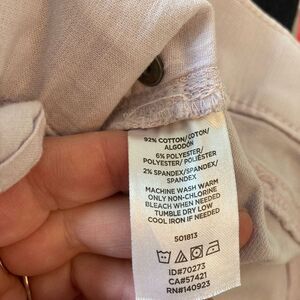 92% COTTON/COTON/
ALGODÓN
6% POLYESTER/
POLYESTER/ POLIÉSTER
2% SPANDEX/SPANDEX/
SPANDEX
MACHINE WASH WARM
ONLY NON-CHLORINE
BLEACH WHEN NEEDED
TUMBLE DRY LOW
COOL IRON IF NEEDED
501813
ID#70273
CA#57421
RN#140923